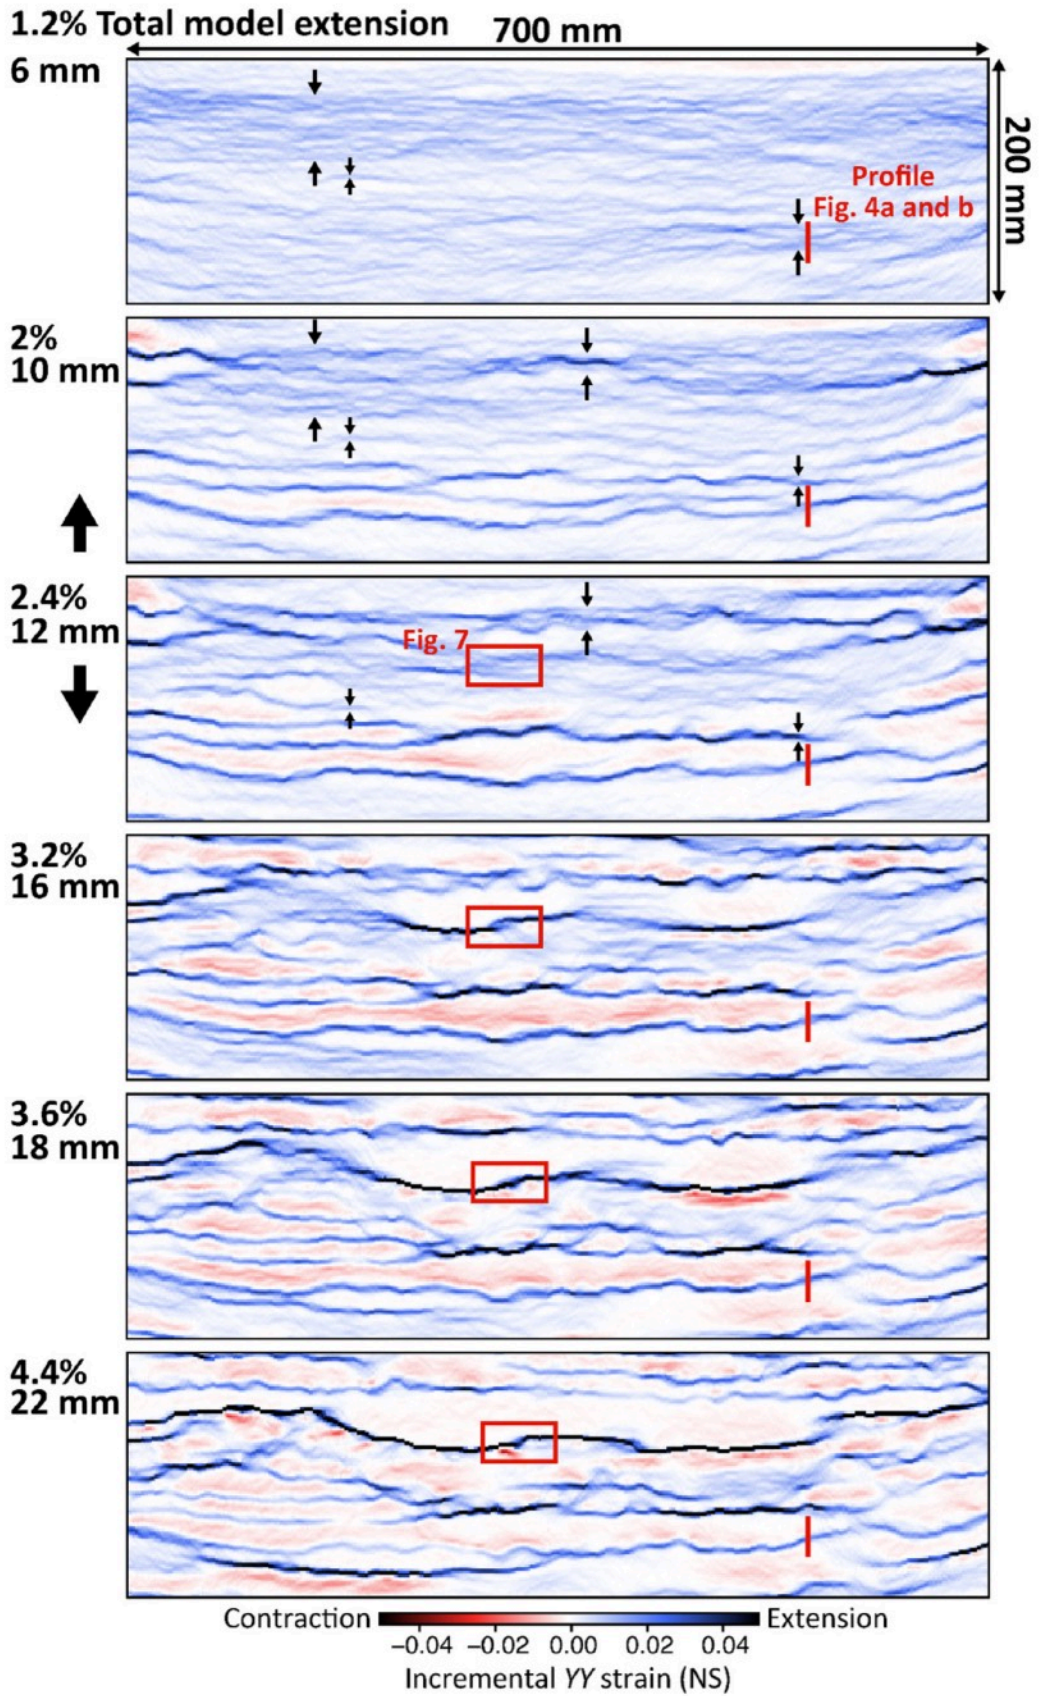 1.2% Total model extension
700 mm
6 mm
200 mm
Profile
Fig. 4a and b
2%
10 mm
2.4%
12 mm
Fig. 7
3.2%
16 mm
3.6%
18 mm
4.4%
22 mm
Contraction
Extension
−0.04 −0.02 0.00 0.02 0.04
Incremental YY strain (NS)